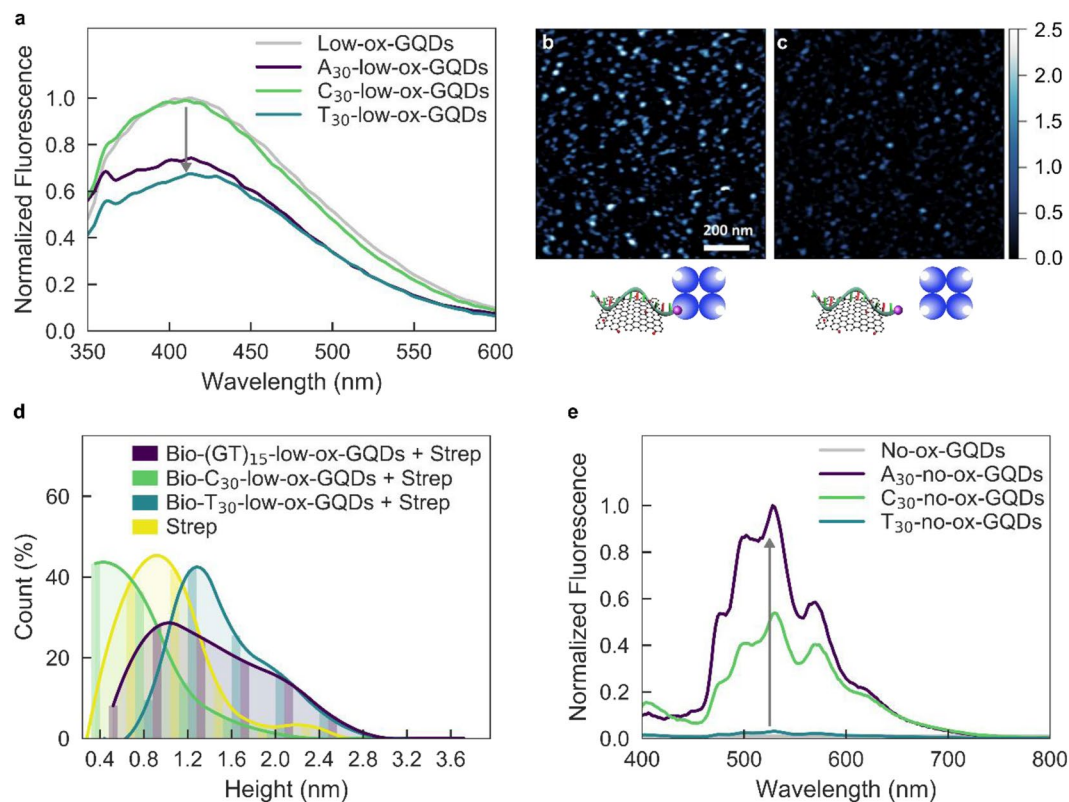 a
Normalized Fluorescence
1.0
0.8
0.6
0.4
0.2
0.0
350 400 450 500 550 600
Wavelength (nm)
Low-ox-GQDs
A₃₀-low-ox-GQDs
C₃₀-low-ox-GQDs
T₃₀-low-ox-GQDs
b
200 nm
c
2.5
2.0
1.5
1.0
0.5
0.0
d
Count (%)
60
40
20
0
0.4 0.8 1.2 1.6 2.0 2.4 2.8 3.2 3.6
Height (nm)
Bio-(GT)₁₅-low-ox-GQDs + Strep
Bio-C₃₀-low-ox-GQDs + Strep
Bio-T₃₀-low-ox-GQDs + Strep
Strep
e
Normalized Fluorescence
1.0
0.8
0.6
0.4
0.2
0.0
400 500 600 700 800
Wavelength (nm)
No-ox-GQDs
A₃₀-no-ox-GQDs
C₃₀-no-ox-GQDs
T₃₀-no-ox-GQDs